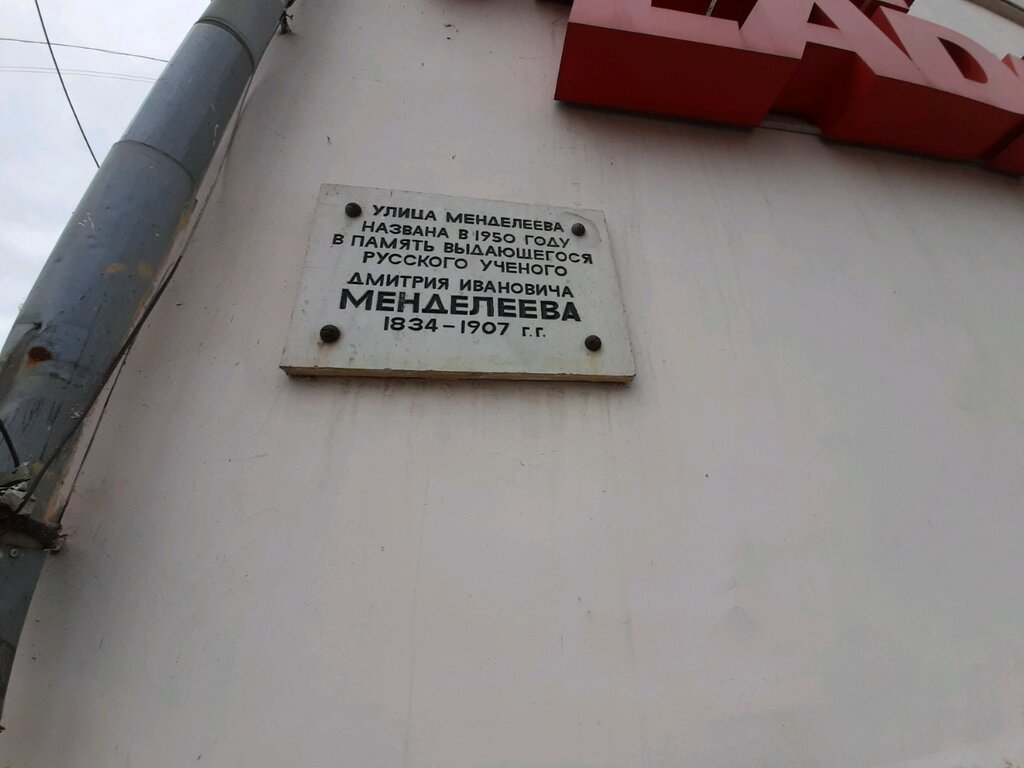 УЛИЦА МЕНДЕЛЕЕВА
НАЗВАНА В 1950 ГОДУ
В ПАМЯТЬ ВЫДАЮЩЕГОСЯ
РУССКОГО УЧЕНОГО
ДМИТРИЯ ИВАНОВИЧА
МЕНДЕЛЕЕВА
1834-1907 г.г.